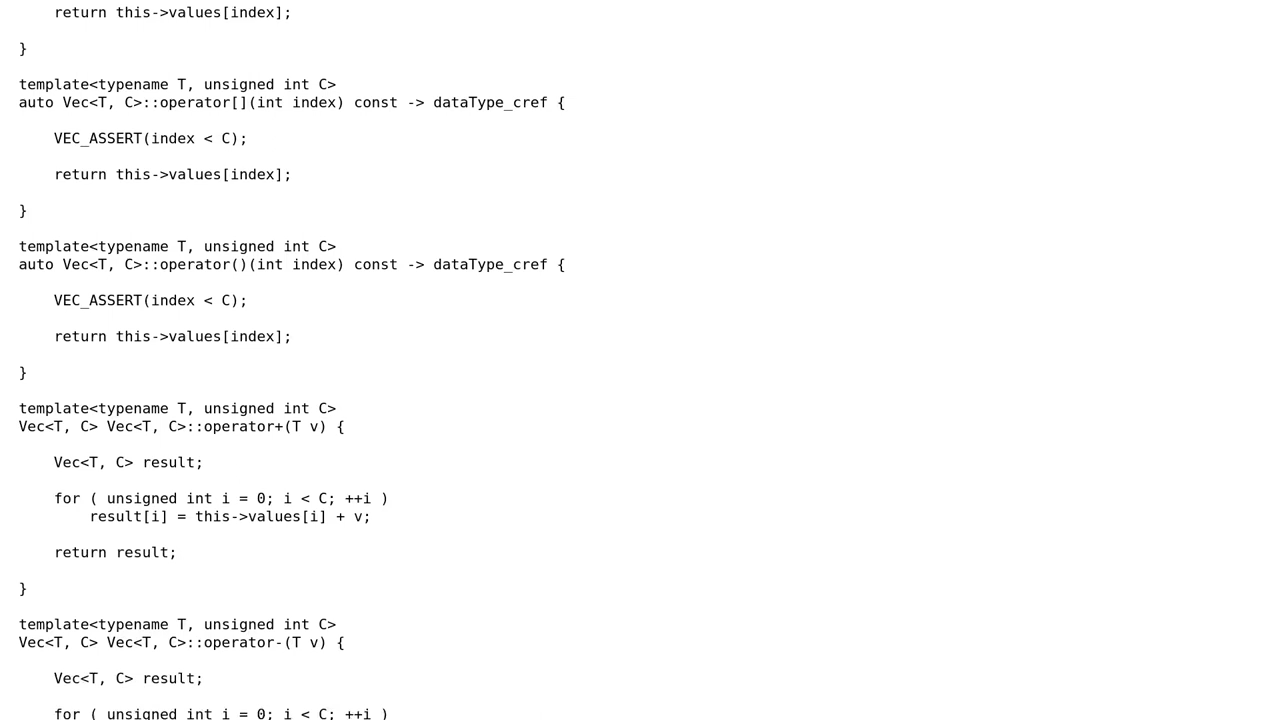 return this->values[index];

}

template<typename T, unsigned int C>
auto Vec<T, C>::operator[](int index) const -> dataType_cref {

    VEC_ASSERT(index < C);

    return this->values[index];

}

template<typename T, unsigned int C>
auto Vec<T, C>::operator()(int index) const -> dataType_cref {

    VEC_ASSERT(index < C);

    return this->values[index];

}

template<typename T, unsigned int C>
Vec<T, C> Vec<T, C>::operator+(T v) {

    Vec<T, C> result;

    for ( unsigned int i = 0; i < C; ++i )
        result[i] = this->values[i] + v;

    return result;

}

template<typename T, unsigned int C>
Vec<T, C> Vec<T, C>::operator-(T v) {

    Vec<T, C> result;

    for ( unsigned int i = 0; i < C; ++i )